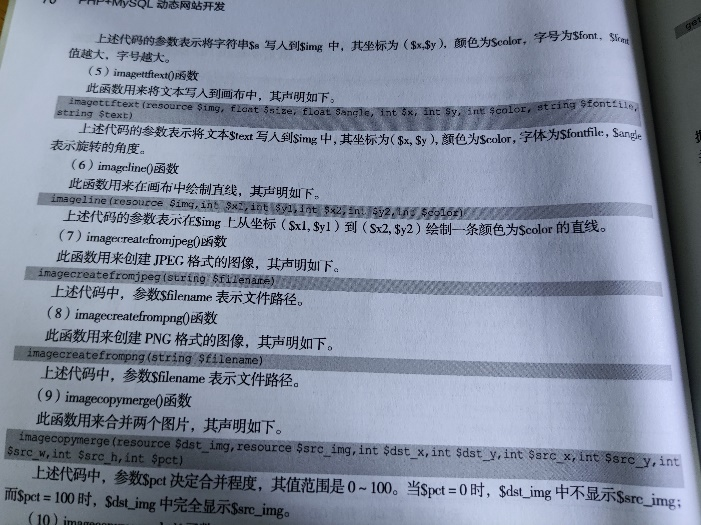 PHP+MySQL 动态网站开发
上述代码的参数表示将字符串$s 写入到$img 中，其坐标为（$x,$y），颜色为$color，字号为$font，$font
值越大，字号越大。
（5）imagettftext()函数
此函数用来将文本写入到画布中，其声明如下。
imagettftext(resource $img, float $size, float $angle, int $x, int $y, int $color, string $fontfile,
string $text)
上述代码的参数表示将文本$text 写入到$img 中，其坐标为（$x, $y），颜色为$color，字体为$fontfile，$angle
表示旋转的角度。
（6）imageline()函数
此函数用来在画布中绘制直线，其声明如下。
imageline(resource $img,int $x1,int $y1,int $x2,int $y2,int $color)
上述代码的参数表示在$img 上从坐标（$x1, $y1）到（$x2, $y2）绘制一条颜色为$color 的直线。
（7）imagecreatefromjpeg()函数
此函数用来创建 JPEG 格式的图像，其声明如下。
imagecreatefromjpeg(string $filename)
上述代码中，参数$filename 表示文件路径。
（8）imagecreatefrompng()函数
此函数用来创建 PNG 格式的图像，其声明如下。
imagecreatefrompng(string $filename)
上述代码中，参数$filename 表示文件路径。
（9）imagecopymerge()函数
此函数用来合并两个图片，其声明如下。
imagecopymerge(resource $dst_img,resource $src_img,int $dst_x,int $dst_y,int $src_x,int $src_y,int
$src_w,int $src_h,int $pct)
上述代码中，参数$pct 决定合并程度，其值范围是 0 ~ 100。当$pct = 0 时，$dst_img 中不显示$src_img；
而$pct = 100 时，$dst_img 中完全显示$src_img。
（10）